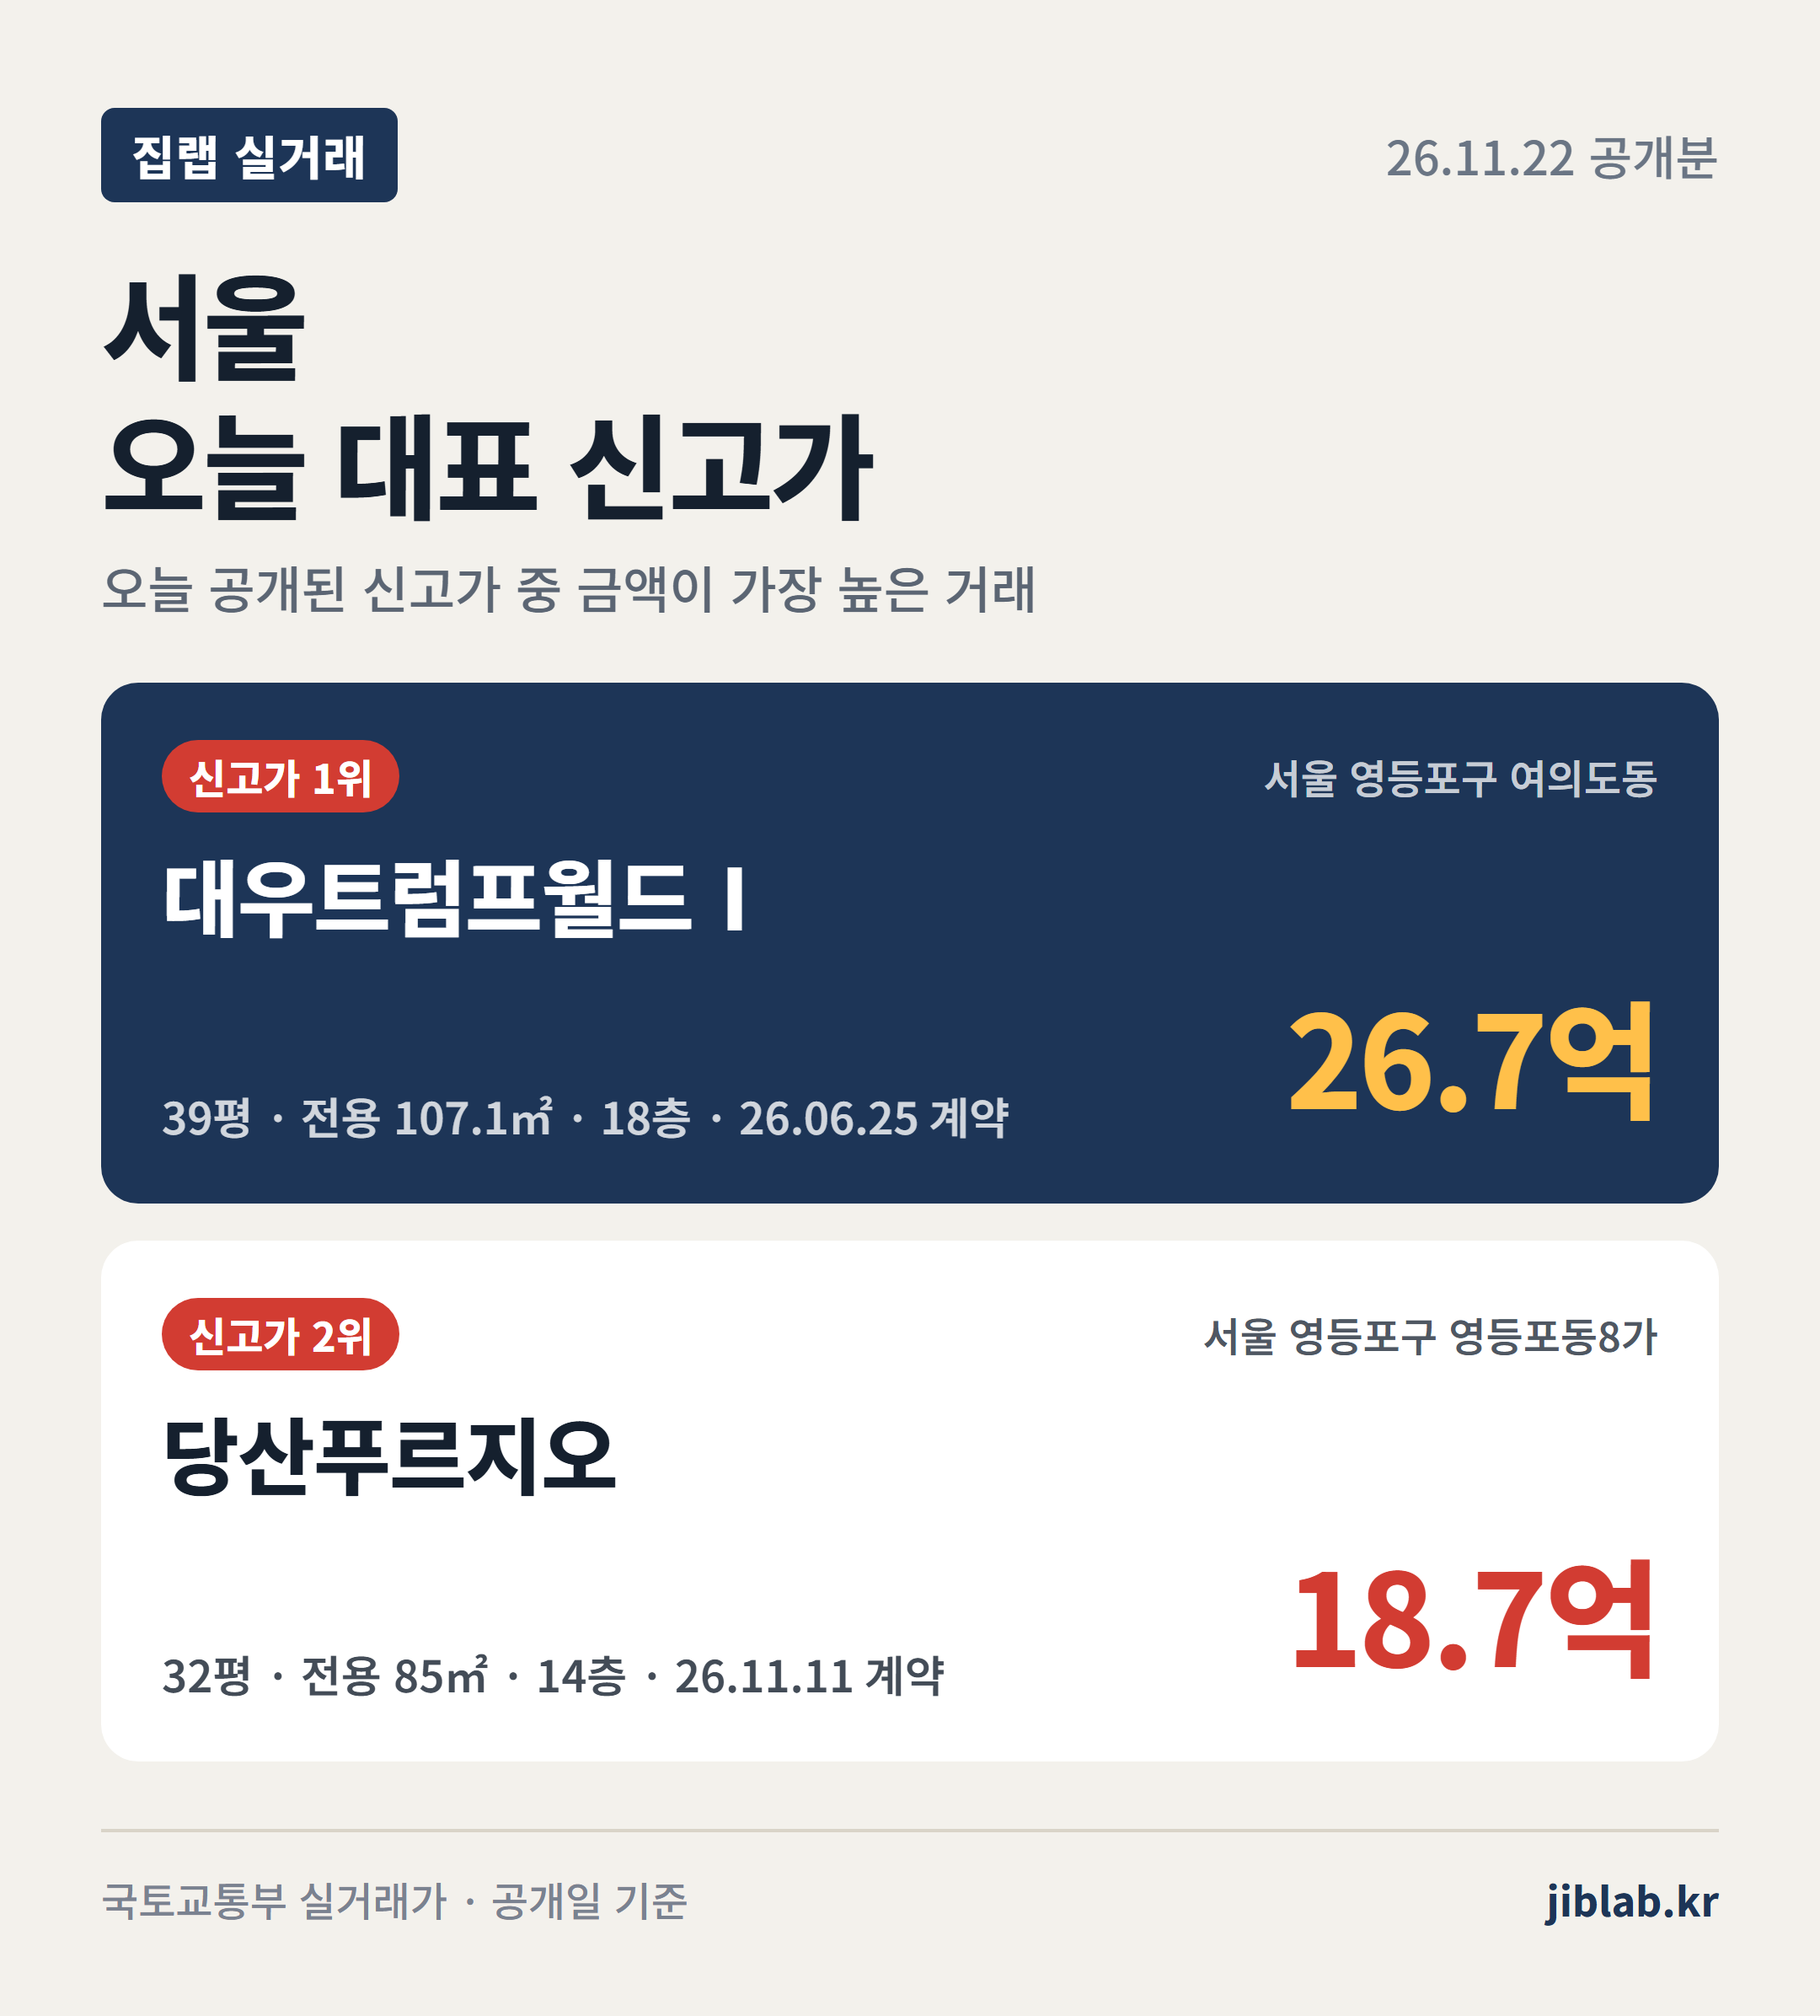 집랩 실거래
26.11.22 공개분
서울
오늘 대표 신고가
오늘 공개된 신고가 중 금액이 가장 높은 거래
신고가 1위
서울 영등포구 여의도동
대우트럼프월드Ⅰ
26.7억
39평 · 전용 107.1㎡ · 18층 · 26.06.25 계약
신고가 2위
서울 영등포구 영등포동8가
당산푸르지오
18.7억
32평 · 전용 85㎡ · 14층 · 26.11.11 계약
국토교통부 실거래가 · 공개일 기준
jiblab.kr